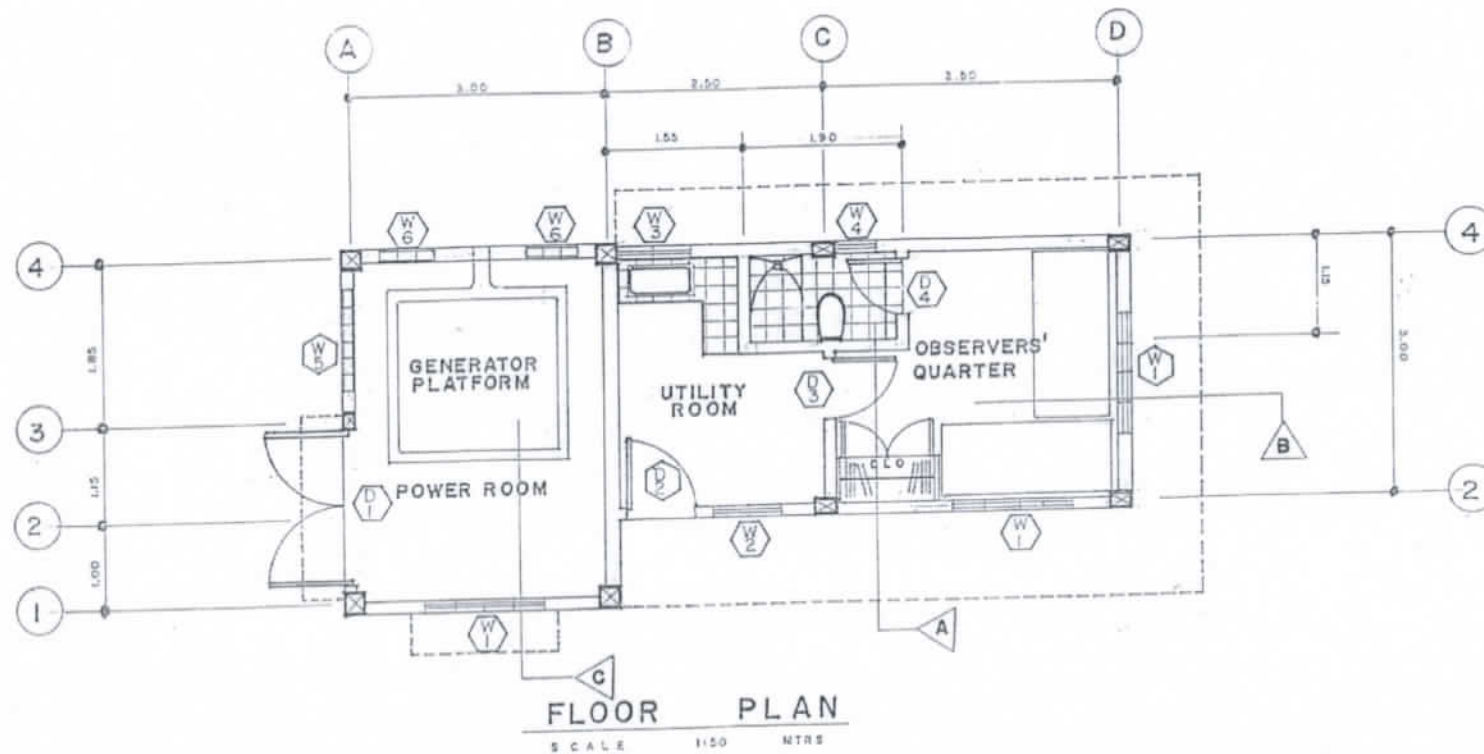 A
B
C
D
3.00
2.50
3.50
1.55
1.90
W
6
W
6
W
3
W
4
4
4
D
4
1.15
3.00
1.85
W
5
GENERATOR
PLATFORM
OBSERVERS'
QUARTER
W
1
UTILITY
ROOM
D
3
3
B
CLO
1.15
D
1
POWER ROOM
D
2
2
2
W
2
W
1
1.00
1
W
1
A
C
FLOOR PLAN
SCALE 1:50 MTRS